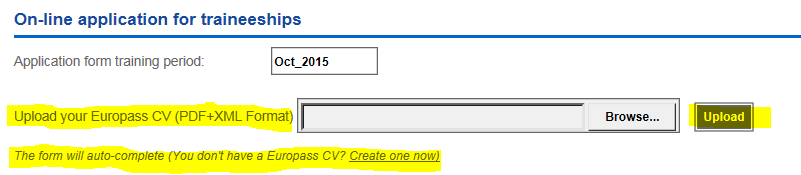 On-line application for traineeships
Application form training period: Oct_2015
Upload your Europass CV (PDF+XML Format) Browse... Upload
The form will auto-complete (You don't have a Europass CV? Create one now)